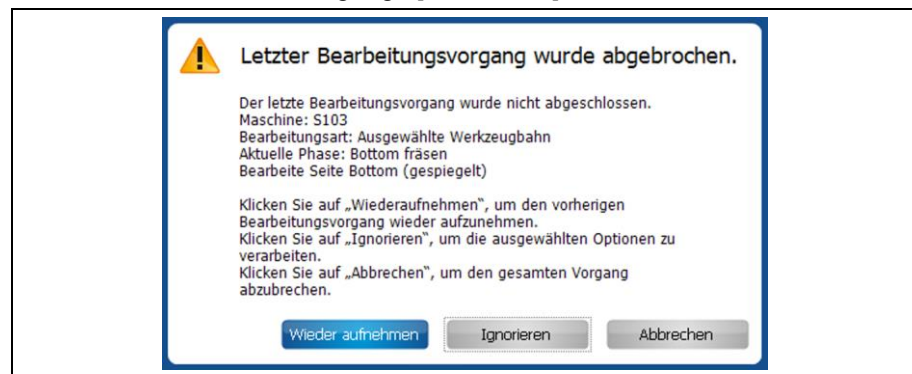 Letzter Bearbeitungsvorgang wurde abgebrochen.
Der letzte Bearbeitungsvorgang wurde nicht abgeschlossen.
Maschine: S103
Bearbeitungsart: Ausgewählte Werkzeugbahn
Aktuelle Phase: Bottom fräsen
Bearbeite Seite Bottom (gespiegelt)
Klicken Sie auf „Wiederaufnehmen“, um den vorherigen
Bearbeitungsvorgang wieder aufzunehmen.
Klicken Sie auf „Ignorieren“, um die ausgewählten Optionen zu
verarbeiten.
Klicken Sie auf „Abbrechen“, um den gesamten Vorgang
abzubrechen.
Wieder aufnehmen Ignorieren Abbrechen